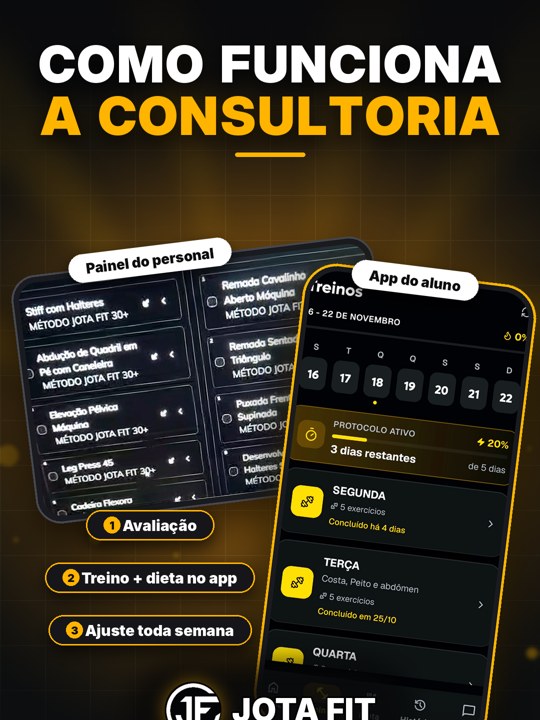 COMO FUNCIONA
A CONSULTORIA
Painel do personal
Stiff com Halteres
MÉTODO JOTA FIT 30+
Abdução de Quadril em
Pé com Caneleira
MÉTODO JOTA FIT 30+
Elevação Pélvica
Máquina
MÉTODO JOTA FIT 30+
Leg Press 45
MÉTODO JOTA FIT 30+
Cadeira Flexora
Remada Cavalinho
Aberto Máquina
MÉTODO JOTA FIT 30+
Remada
Triângulo
MÉTODO JOTA FIT
Puxada
Supinada
MÉTODO JOTA
Halteres
MÉTODO
App do aluno
Treinos
6 - 22 DE NOVEMBRO
0%
S T Q Q S S D
16 17 18 19 20 21 22
PROTOCOLO ATIVO
20%
3 dias restantes
de 5 dias
SEGUNDA
5 exercícios
Concluído há 4 dias
TERÇA
Costa, Peito e abdômen
5 exercícios
Concluído em 25/10
QUARTA
1 Avaliação
2 Treino + dieta no app
3 Ajuste toda semana
JF JOTA FIT